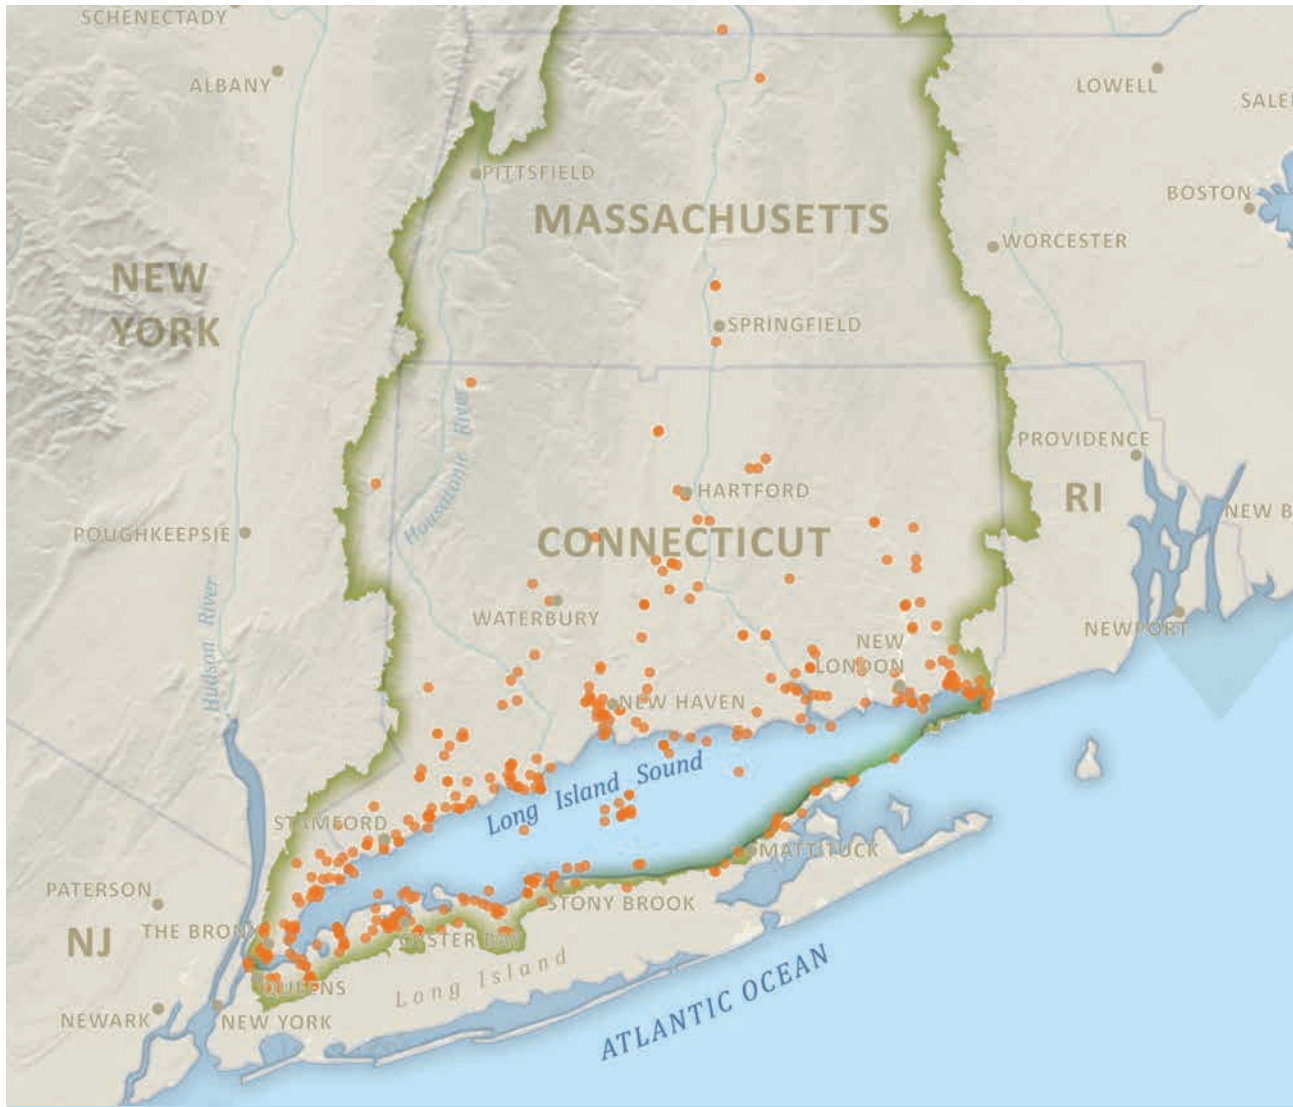 SCHENECTADY
ALBANY
LOWELL
SALE
PITTSFIELD
BOSTON
MASSACHUSETTS
WORCESTER
NEW
YORK
SPRINGFIELD
Housatonic River
PROVIDENCE
HARTFORD
RI
NEW B
POUGHKEEPSIE
CONNECTICUT
WATERBURY
NEWPORT
NEW
LONDON
Hudson River
NEW HAVEN
Long Island Sound
STAMFORD
MATTITUCK
PATERSON
STONY BROOK
THE BRONX
NJ
OYSTER BAY
Long Island
QUEENS
NEWARK
NEW YORK
ATLANTIC OCEAN